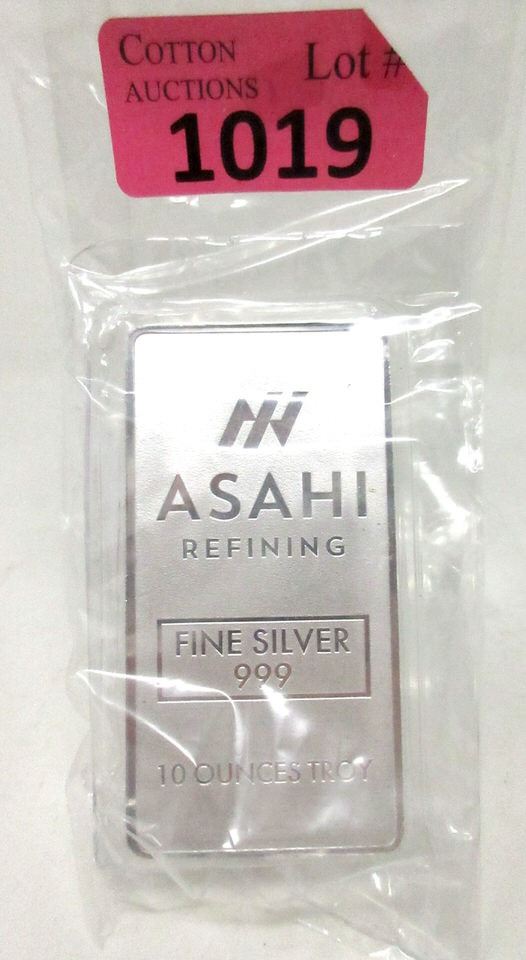 COTTON
AUCTIONS
Lot #
1019
ASAHI
REFINING
FINE SILVER
999
10 OUNCES TROY